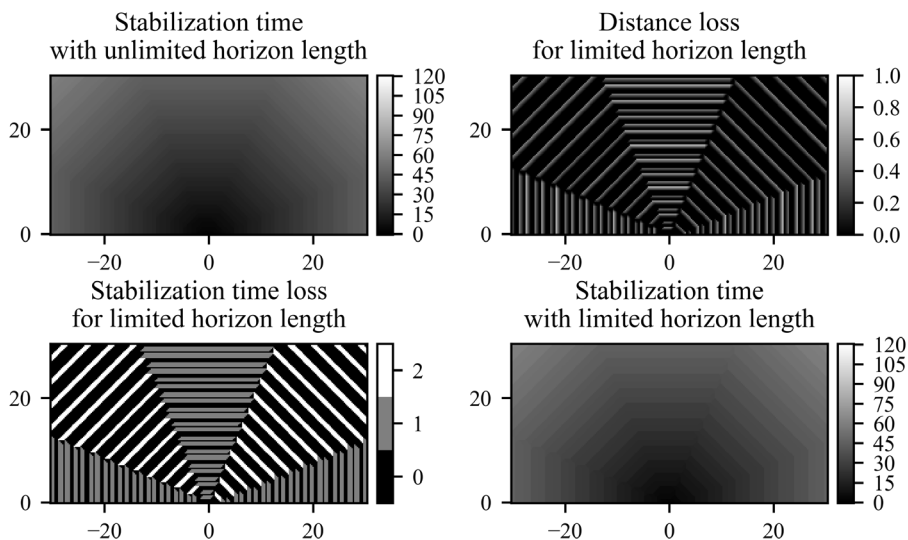 Stabilization time
with unlimited horizon length
20
0
−20 0 20
120
105
90
75
60
45
30
15
0
Distance loss
for limited horizon length
20
0
−20 0 20
1.0
0.8
0.6
0.4
0.2
0.0
Stabilization time loss
for limited horizon length
20
0
−20 0 20
2
1
0
Stabilization time
with limited horizon length
20
0
−20 0 20
120
105
90
75
60
45
30
15
0